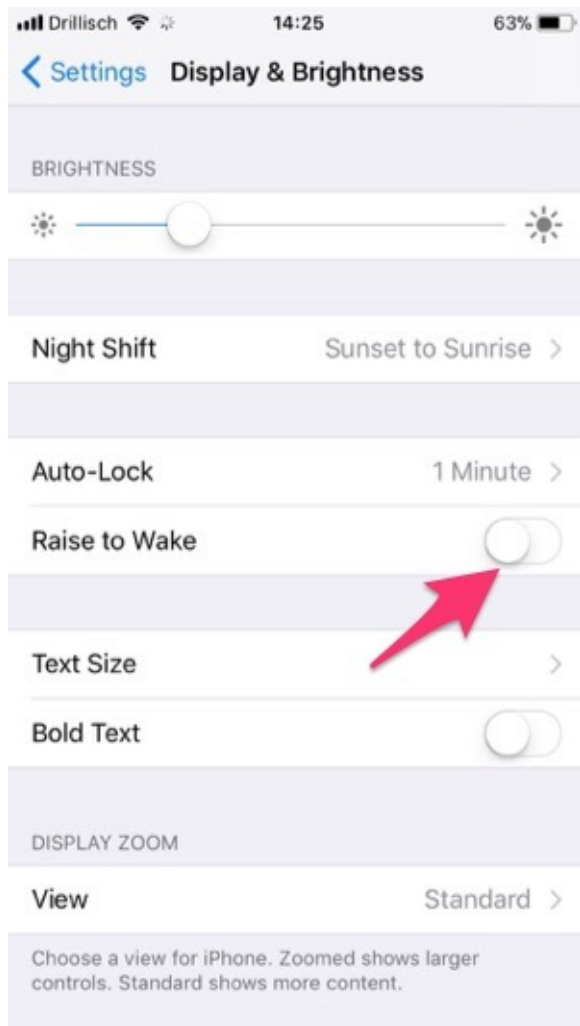 Drillisch 14:25 63%
Settings Display & Brightness
BRIGHTNESS
Night Shift Sunset to Sunrise
Auto-Lock 1 Minute
Raise to Wake
Text Size
Bold Text
DISPLAY ZOOM
View Standard
Choose a view for iPhone. Zoomed shows larger
controls. Standard shows more content.